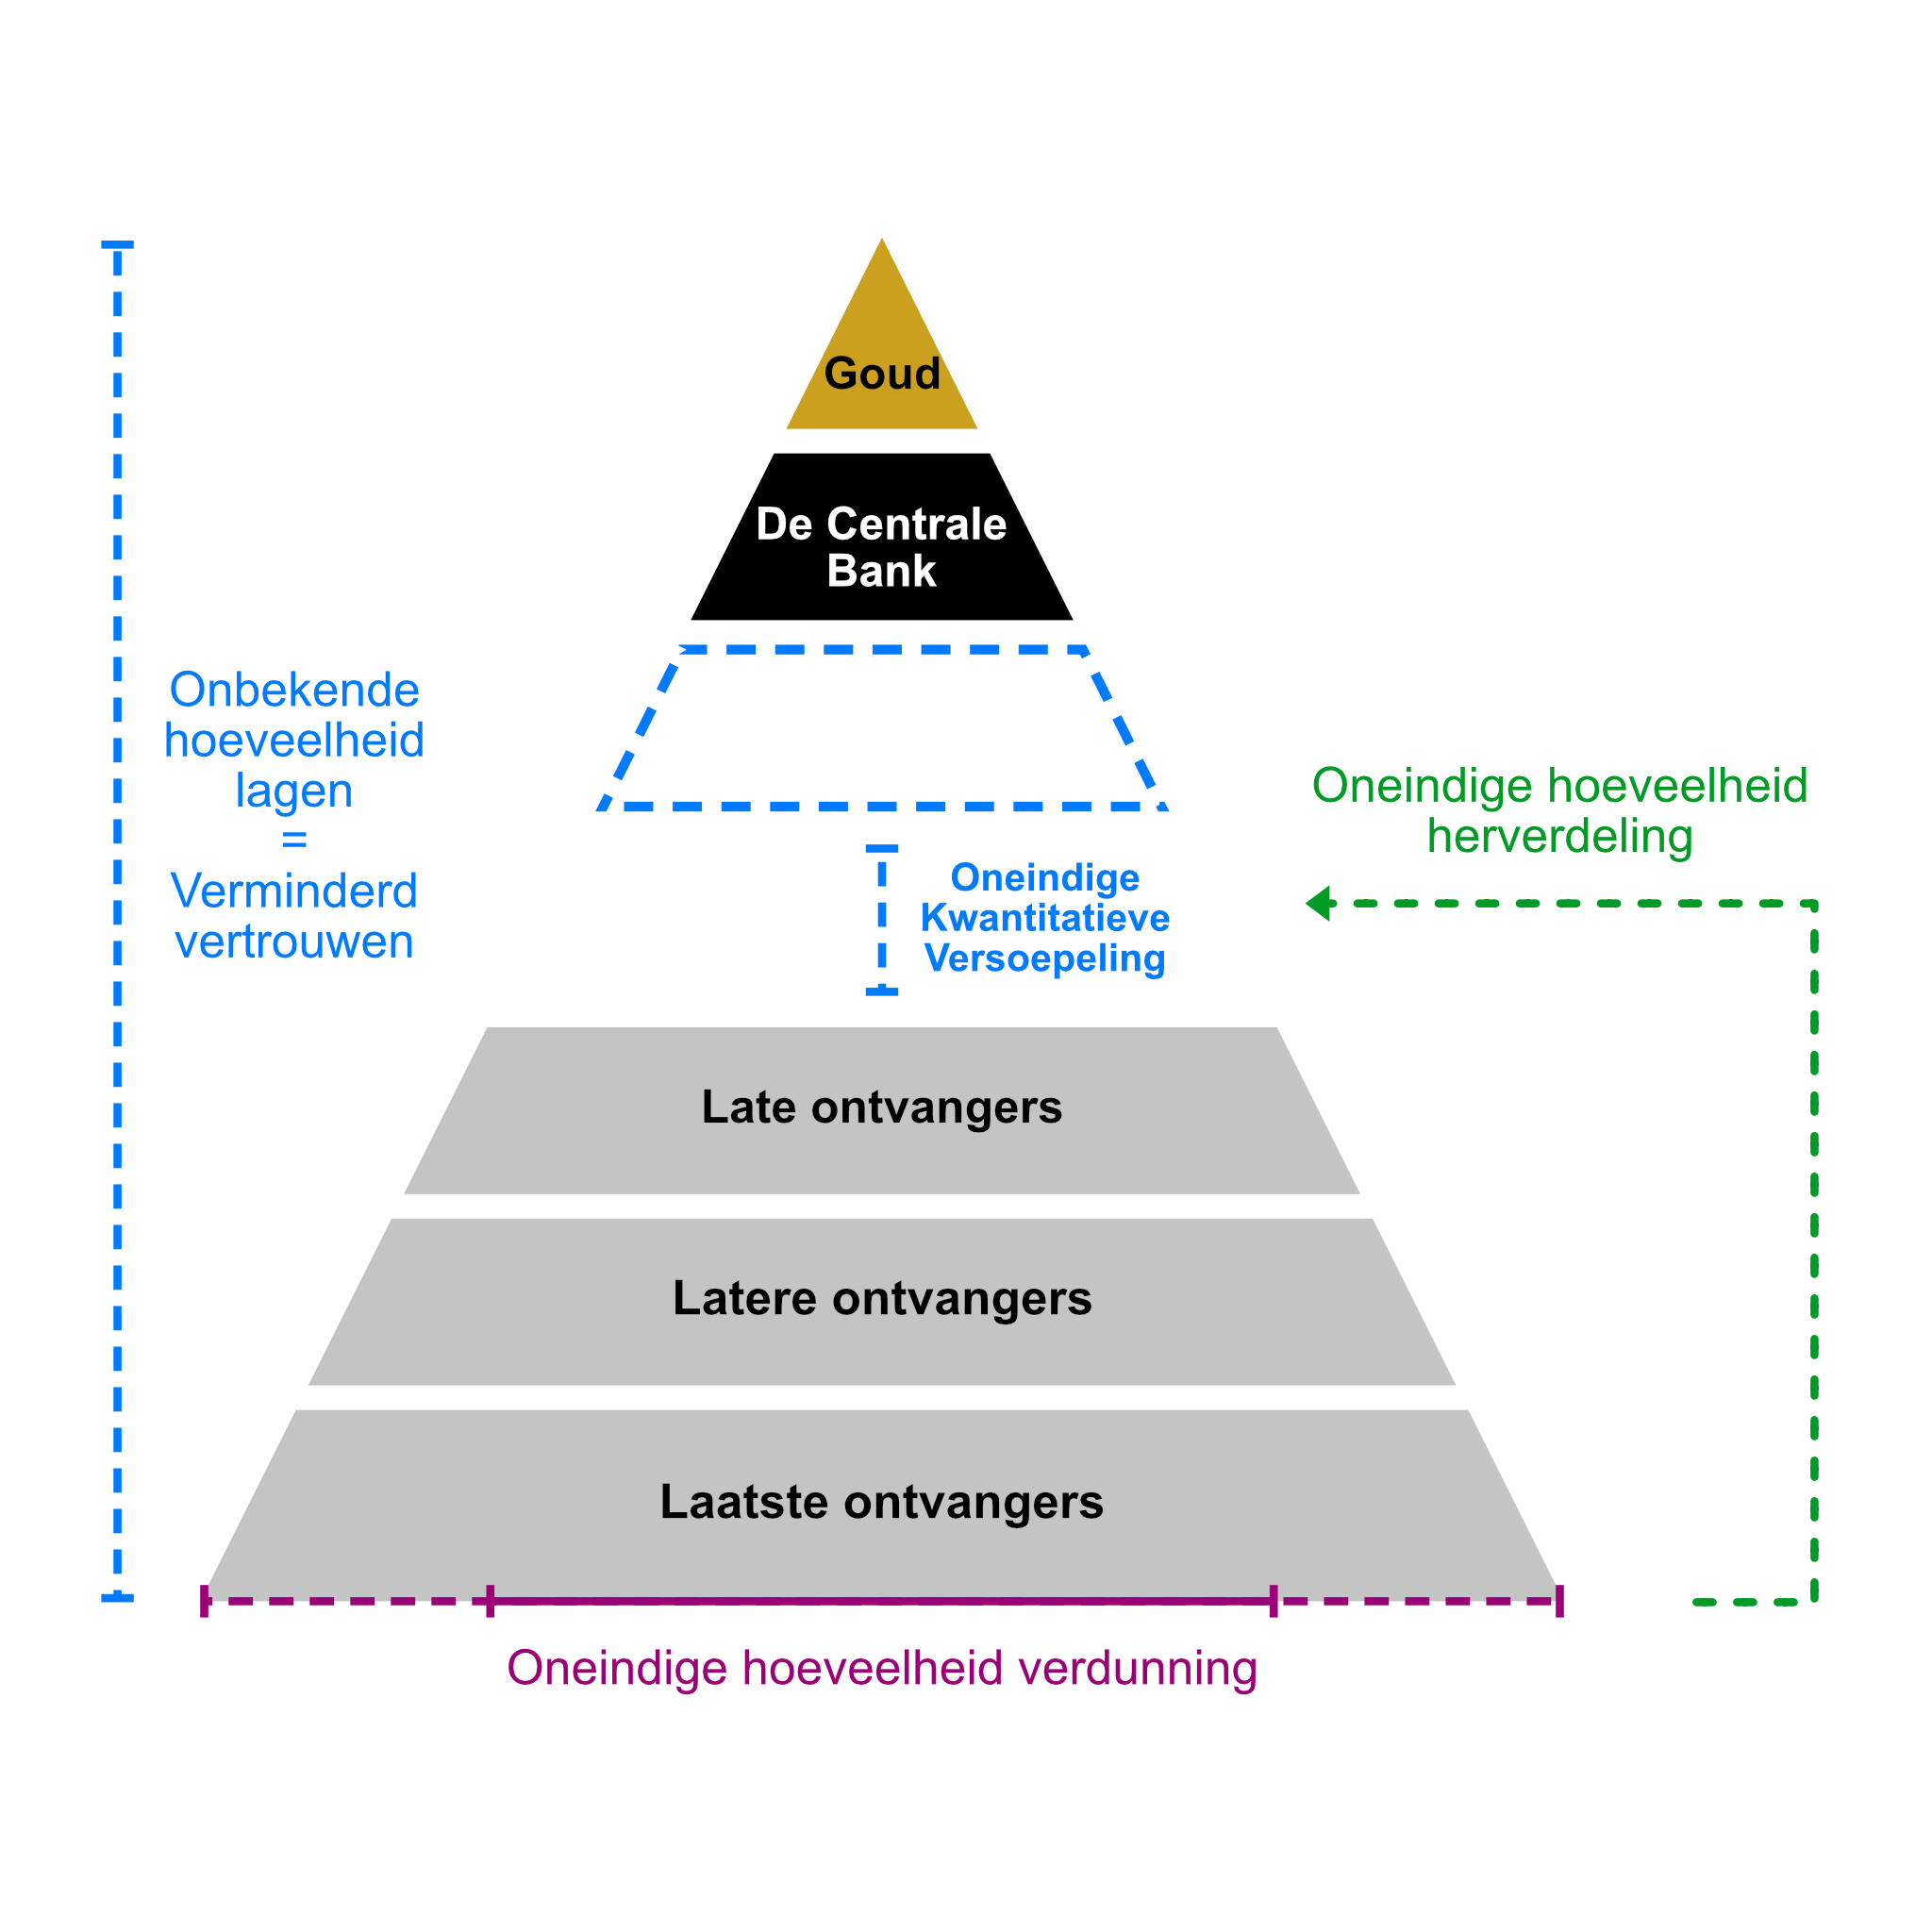 Goud
De Centrale
Bank
Onbekende
hoeveelheid
lagen
=
Verminderd
vertrouwen
Oneindige
Kwantitatieve
Versoepeling
Oneindige hoeveelheid
herverdeling
Late ontvangers
Latere ontvangers
Laatste ontvangers
Oneindige hoeveelheid verdunning